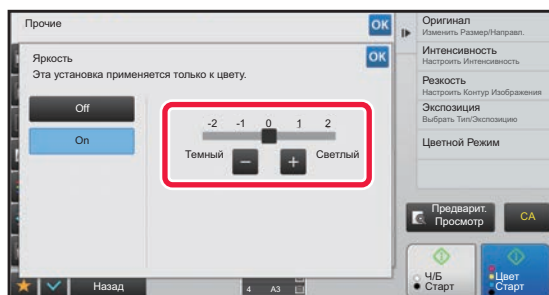 Прочие
OK
Яркость
OK
Эта установка применяется только к цвету.
Off
On
-2 -1 0 1 2
Темный
−
+
Светлый
Назад
4 A3
Оригинал
Изменить Размер/Направл.
Интенсивность
Настроить Интенсивность
Резкость
Настроить Контур Изображения
Экспозиция
Выбрать Тип/Экспозицию
Цветной Режим
Предварит.
Просмотр
CA
Ч/Б
Старт
Цвет
Старт